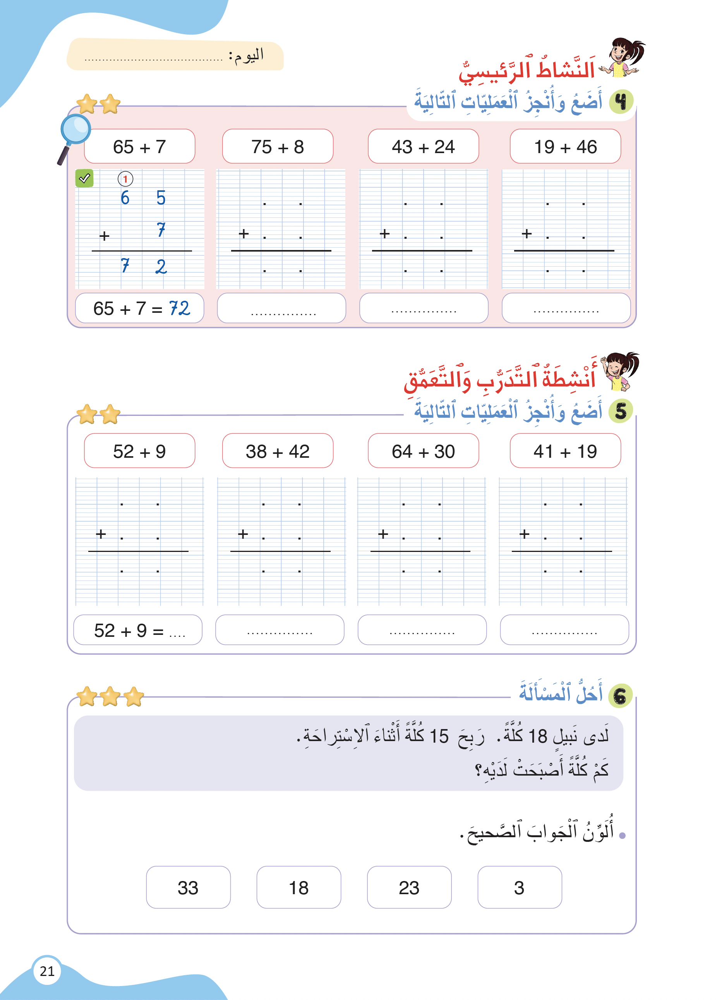 اليوم: ......................................
اَلنَّشاطُ ٱلرَّئيسِيُّ
4 أَضَعُ وَأُنْجِزُ ٱلْعَمَلِيّاتِ ٱلتّالِيَةَ
65 + 7 75 + 8 43 + 24 19 + 46
1
6 5 . . . . . .
+ 7 + . . + . . + . .
7 2 . . . . . .
65 + 7 = 72 ............... ............... ...............
أَنْشِطَةُ ٱلتَّدَرُّبِ وَٱلتَّعَمُّقِ
5 أَضَعُ وَأُنْجِزُ ٱلْعَمَلِيّاتِ ٱلتّالِيَةَ
52 + 9 38 + 42 64 + 30 41 + 19
. . . . . . . .
+ . . + . . + . . + . .
. . . . . . . .
52 + 9 = .... ............... ............... ...............
6 أَحُلُّ ٱلْمَسْأَلَةَ
لَدى نَبيلٍ 18 كُلَّةً. رَبِحَ 15 كُلَّةً أَثْناءَ ٱلاِسْتِراحَةِ.
كَمْ كُلَّةً أَصْبَحَتْ لَدَيْهِ؟
• أُلَوِّنُ ٱلْجَوابَ ٱلصَّحيحَ.
33 18 23 3
21